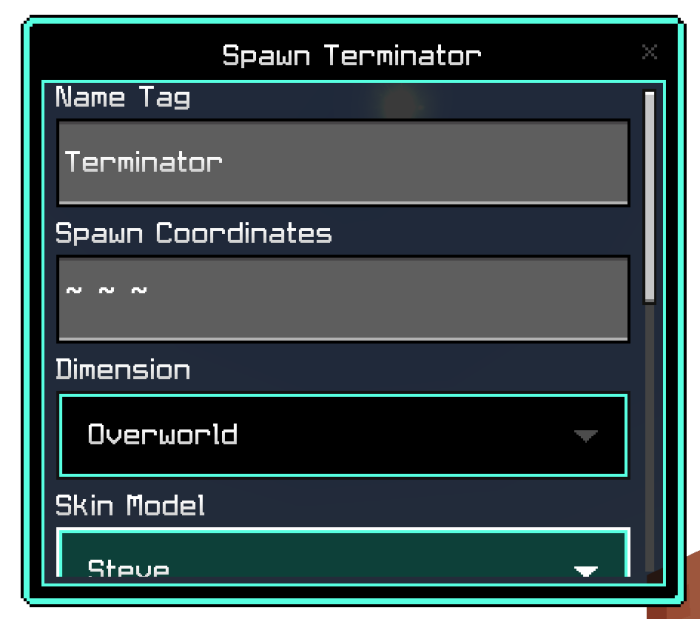 Spawn Terminator
Name Tag
Terminator
Spawn Coordinates
~ ~ ~
Dimension
Overworld
Skin Model
Steve